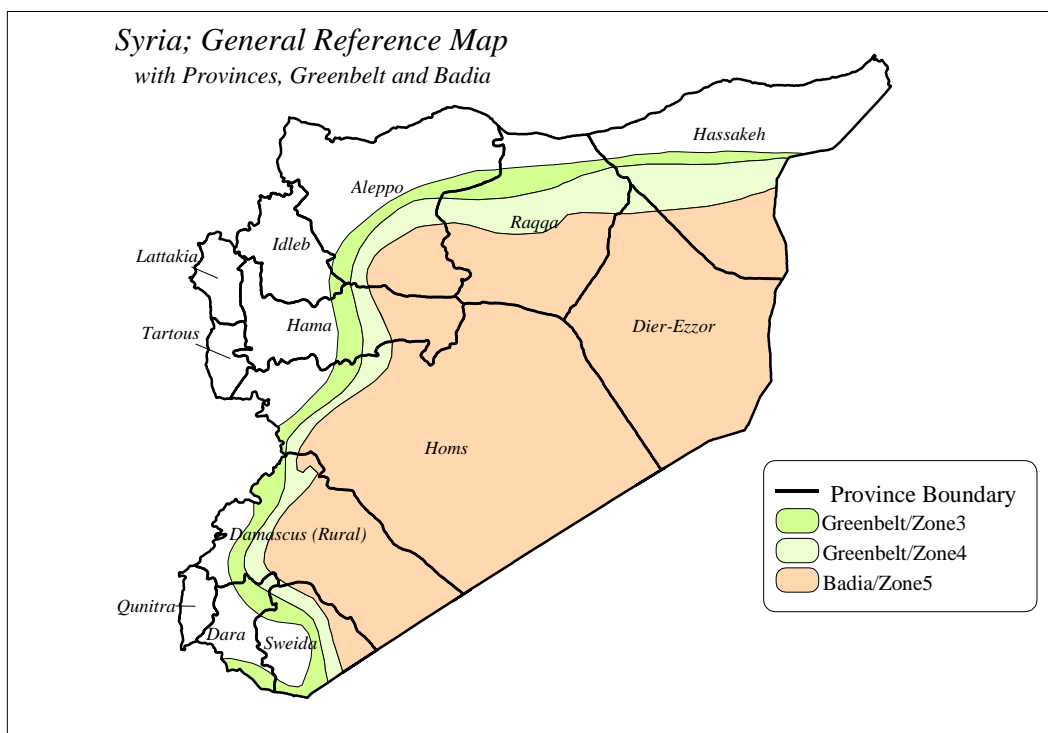 Syria; General Reference Map
with Provinces, Greenbelt and Badia
Hassakeh
Aleppo
Raqqa
Idleb
Lattakia
Hama
Tartous
Dier-Ezzor
Homs
Province Boundary
Greenbelt/Zone3
Greenbelt/Zone4
Badia/Zone5
Damascus (Rural)
Qunitra
Dara
Sweida